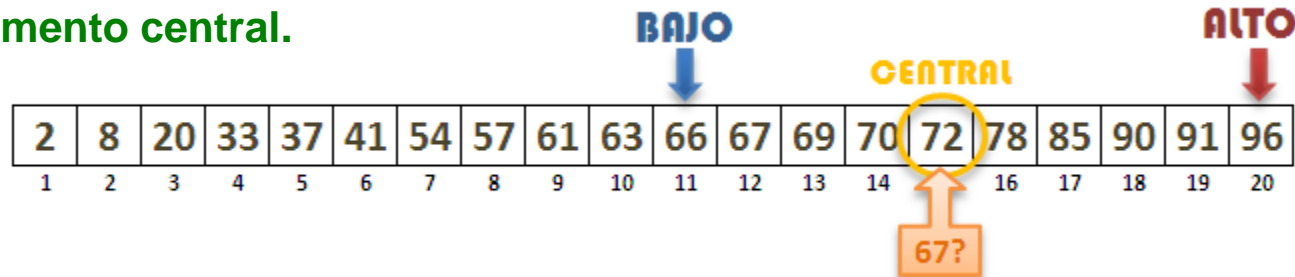 mento central.
BAJO
ALTO
CENTRAL
2 8 20 33 37 41 54 57 61 63 66 67 69 70 72 78 85 90 91 96
1 2 3 4 5 6 7 8 9 10 11 12 13 14 16 17 18 19 20
67?